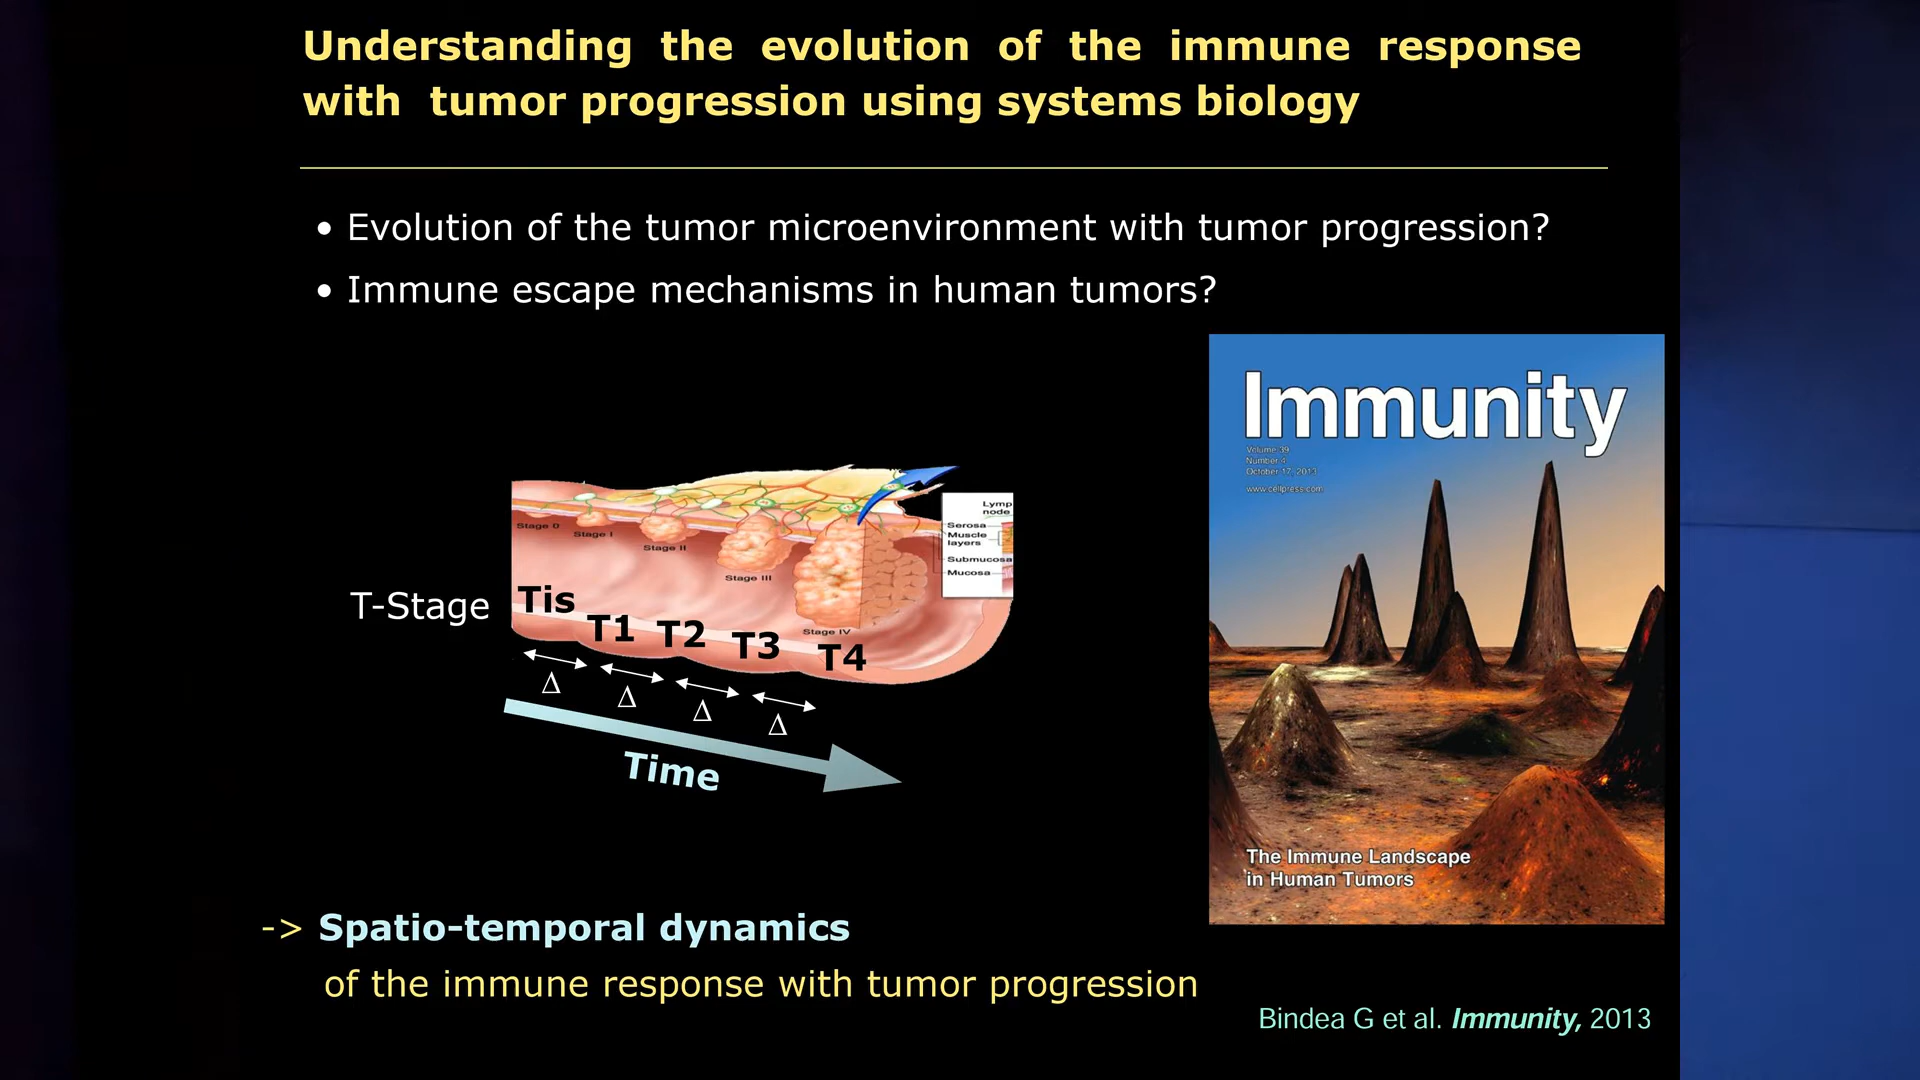 Understanding the evolution of the immune response
with tumor progression using systems biology
• Evolution of the tumor microenvironment with tumor progression?
• Immune escape mechanisms in human tumors?
Immunity
Volume 39
Number 4
October 17, 2013
www.cellpress.com
Lymp
node
Serosa
Muscle
layers
Submucosa
Mucosa
Stage 0
Stage I
Stage II
Stage III
Stage IV
T-Stage
Tis
T1
T2
T3
T4
Δ
Δ
Δ
Δ
Time
The Immune Landscape
in Human Tumors
-> Spatio-temporal dynamics
of the immune response with tumor progression
Bindea G et al. Immunity, 2013